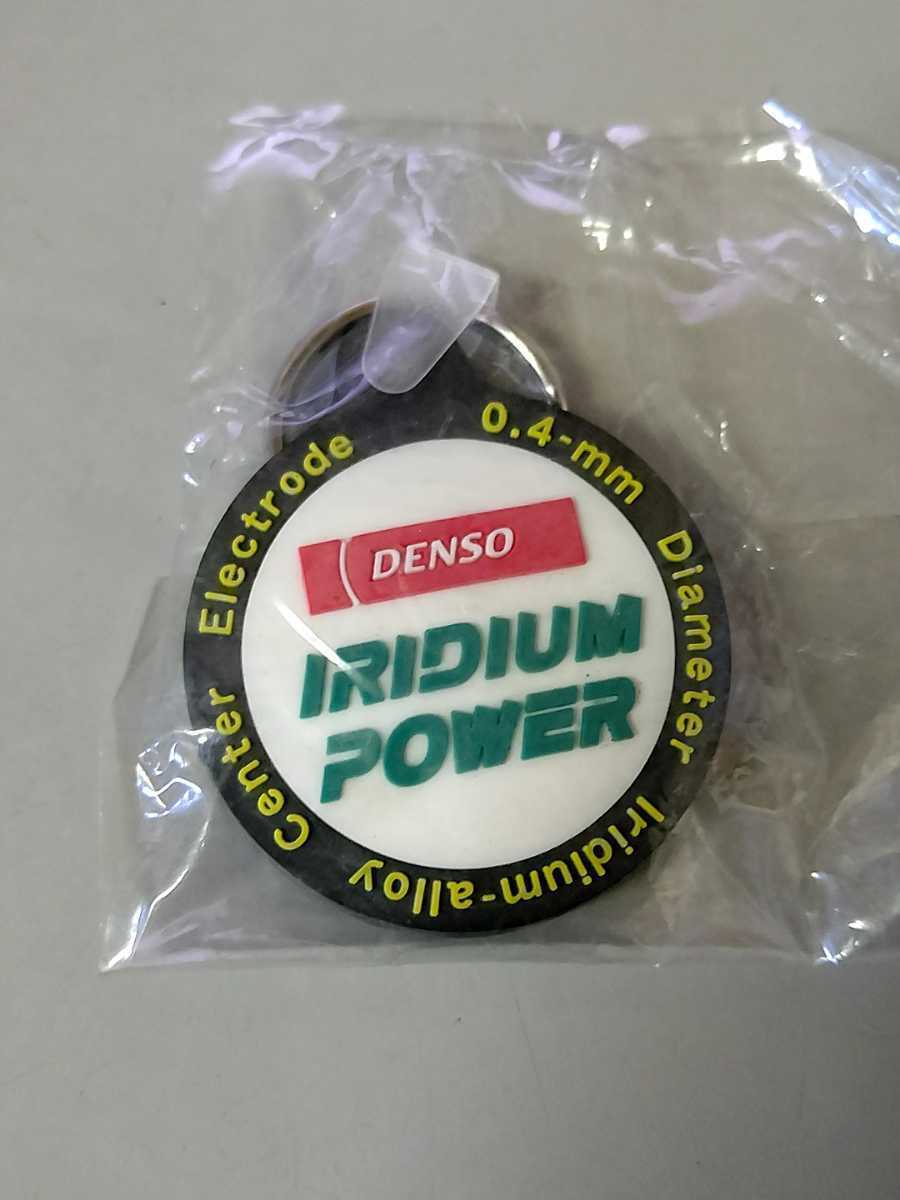 DENSO
IRIDIUM
POWER
0.4-mm Diameter Iridium-alloy Center Electrode